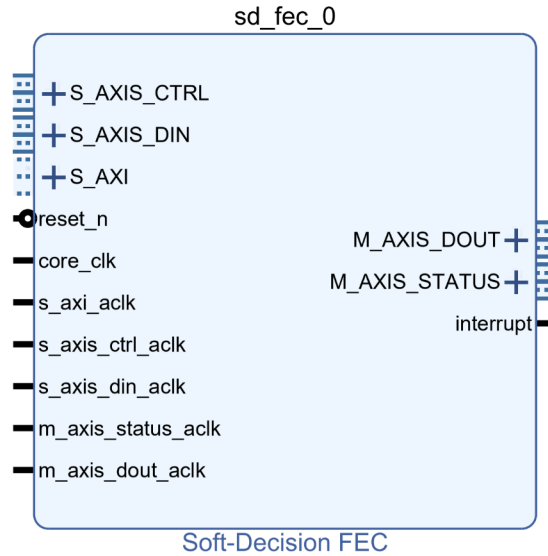 sd_fec_0
S_AXIS_CTRL
S_AXIS_DIN
S_AXI
reset_n
core_clk
s_axi_aclk
s_axis_ctrl_aclk
s_axis_din_aclk
m_axis_status_aclk
m_axis_dout_aclk
M_AXIS_DOUT
M_AXIS_STATUS
interrupt
Soft-Decision FEC